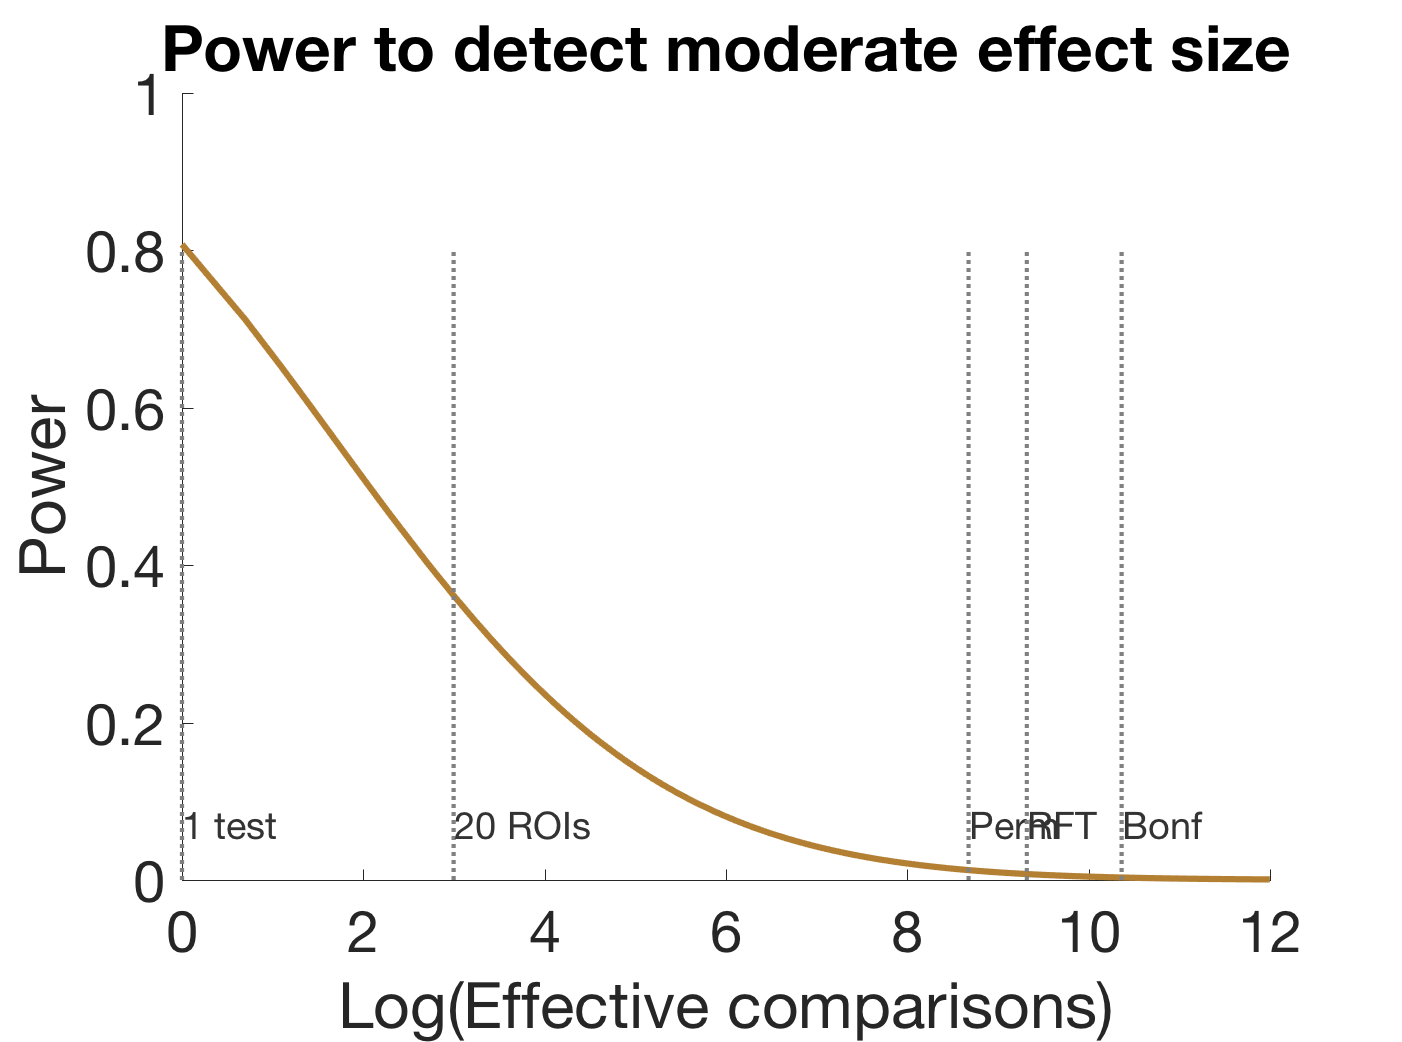 Power to detect moderate effect size
1
0.8
0.6
0.4
0.2
0
Power
1 test
20 ROIs
Perm
RFT
Bonf
0 2 4 6 8 10 12
Log(Effective comparisons)